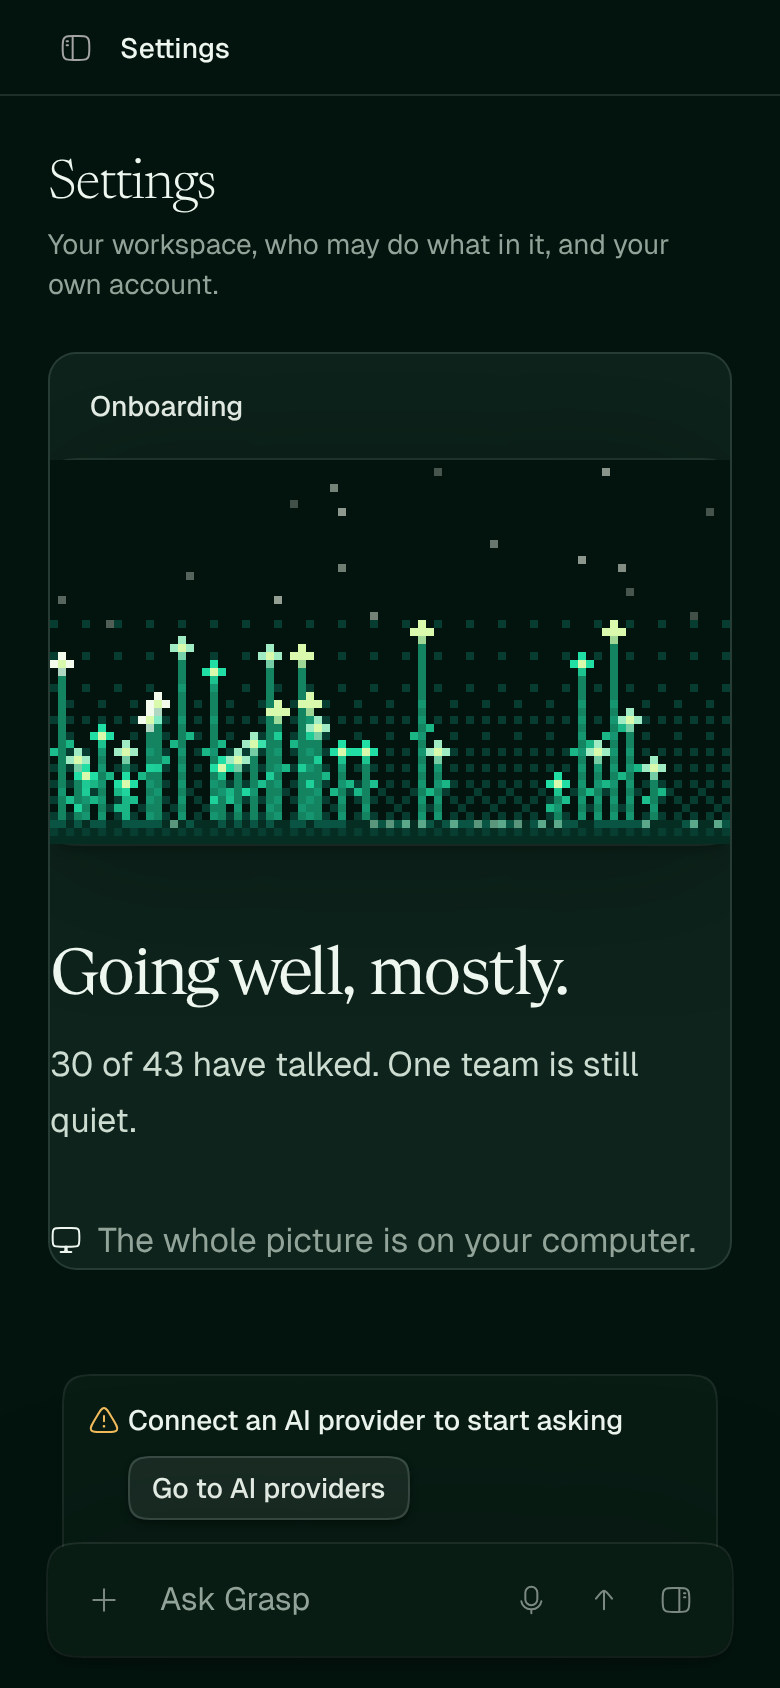 Settings
Settings
Your workspace, who may do what in it, and your
own account.
Onboarding
Going well, mostly.
30 of 43 have talked. One team is still
quiet.
The whole picture is on your computer.
Connect an AI provider to start asking
Go to AI providers
Ask Grasp